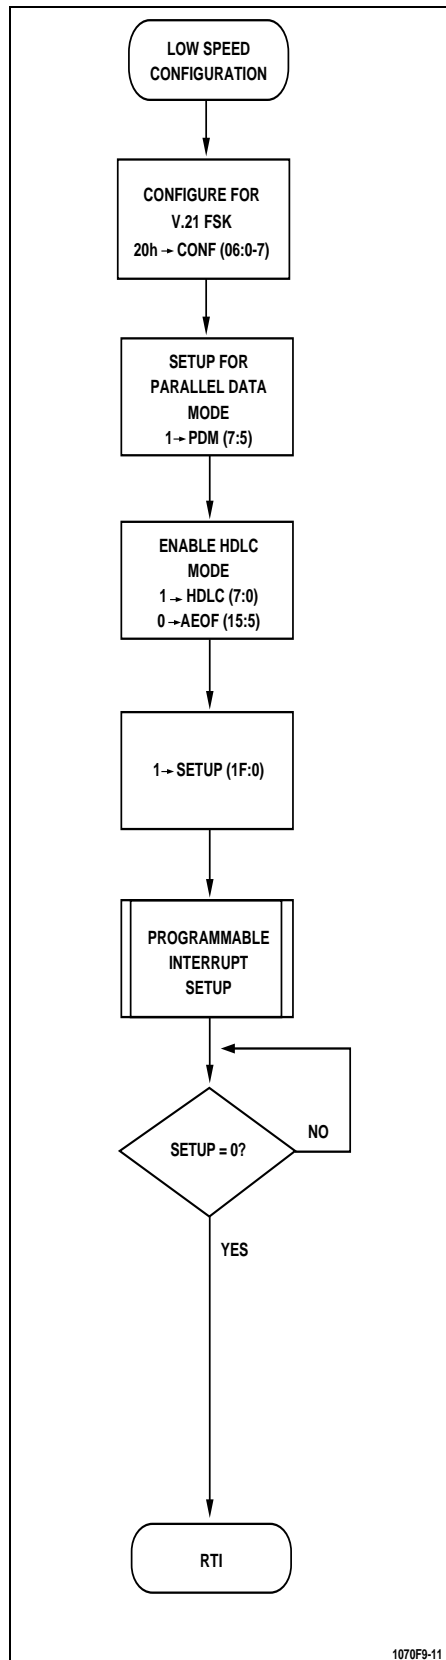 LOW SPEED
CONFIGURATION
CONFIGURE FOR
V.21 FSK
20h → CONF (06:0-7)
SETUP FOR
PARALLEL DATA
MODE
1→ PDM (7:5)
ENABLE HDLC
MODE
1 → HDLC (7:0)
0 →AEOF (15:5)
1→ SETUP (1F:0)
PROGRAMMABLE
INTERRUPT
SETUP
SETUP = 0?
NO
YES
RTI
1070F9-11